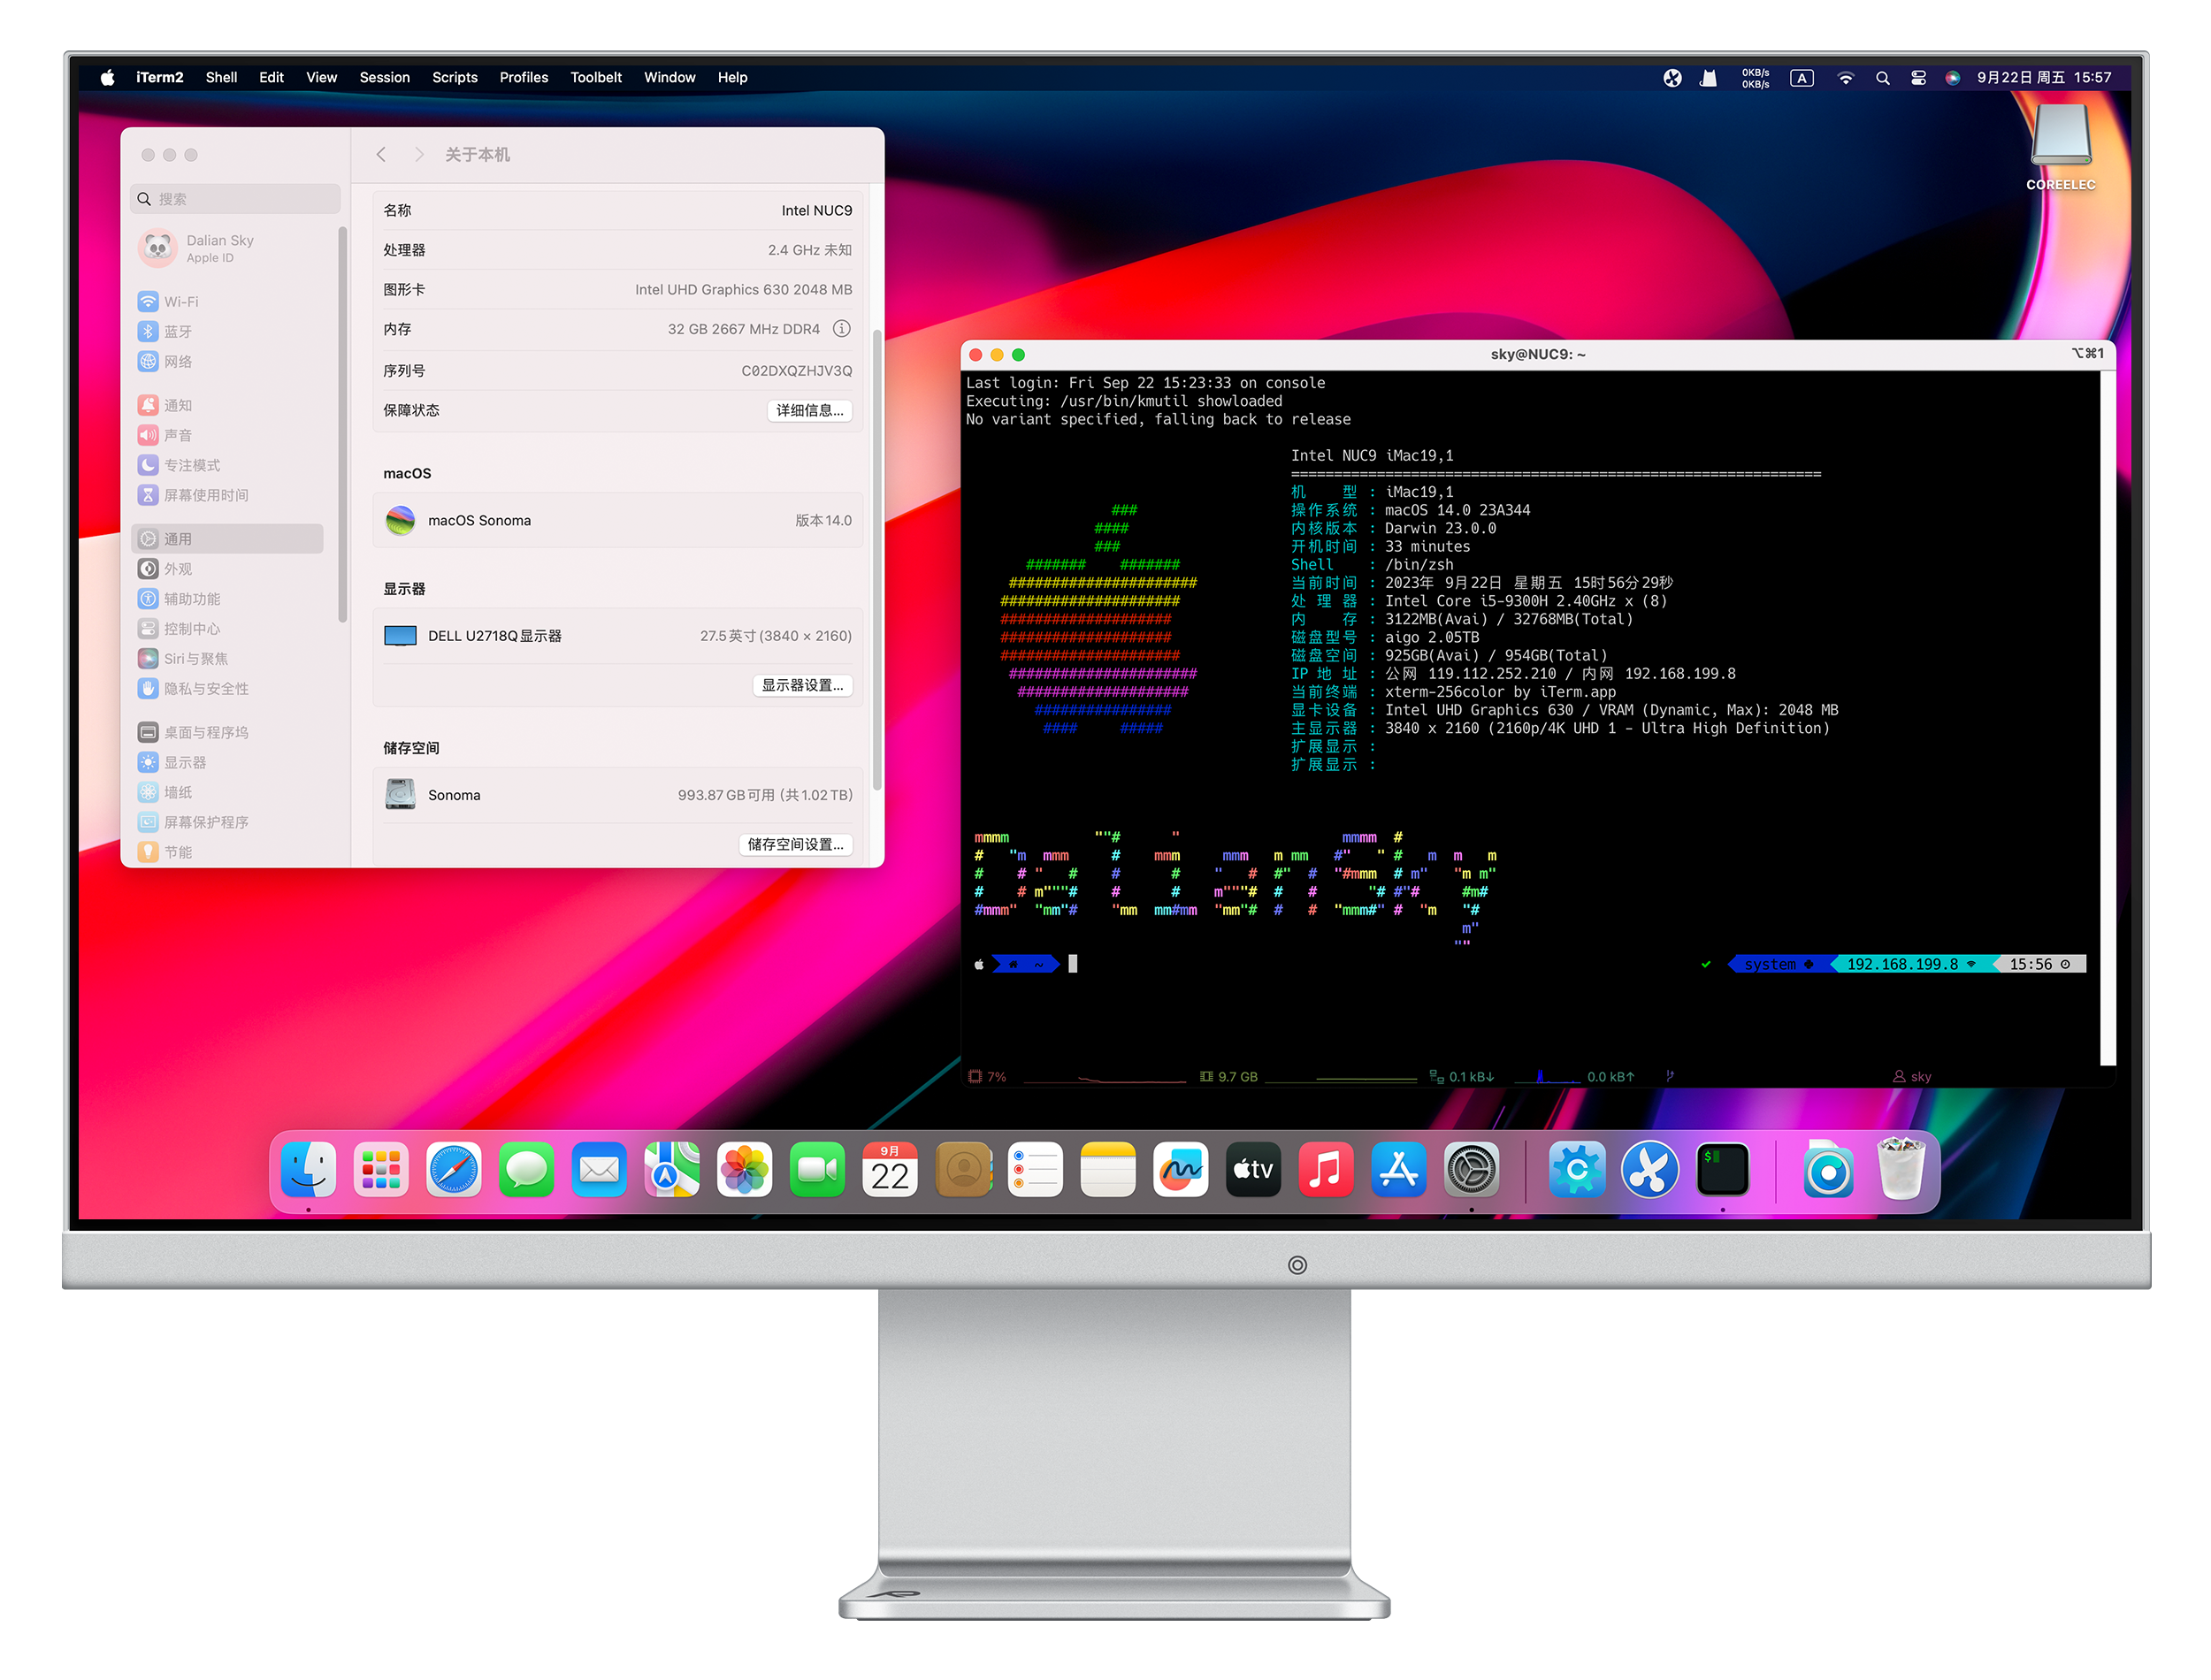 iTerm2 Shell Edit View Session Scripts Profiles Toolbelt Window Help
0KB/s
0KB/s
A
9月22日 周五 15:57
COREELEC
关于本机
搜索
Dalian Sky
Apple ID
Wi-Fi
蓝牙
网络
通知
声音
专注模式
屏幕使用时间
通用
外观
辅助功能
控制中心
Siri与聚焦
隐私与安全性
桌面与程序坞
显示器
墙纸
屏幕保护程序
节能
名称 Intel NUC9
处理器 2.4 GHz 未知
图形卡 Intel UHD Graphics 630 2048 MB
内存 32 GB 2667 MHz DDR4
序列号 C02DXQZHJV3Q
保障状态 详细信息...
macOS
macOS Sonoma 版本14.0
显示器
DELL U2718Q显示器 27.5英寸(3840 × 2160)
显示器设置...
储存空间
Sonoma 993.87 GB可用 (共1.02 TB)
储存空间设置...
sky@NUC9: ~ ⌥⌘1
Last login: Fri Sep 22 15:23:33 on console
Executing: /usr/bin/kmutil showloaded
No variant specified, falling back to release
Intel NUC9 iMac19,1
机 型 : iMac19,1
操作系统 : macOS 14.0 23A344
内核版本 : Darwin 23.0.0
开机时间 : 33 minutes
Shell : /bin/zsh
当前时间 : 2023年 9月22日 星期五 15时56分29秒
处 理 器 : Intel Core i5-9300H 2.40GHz x (8)
内 存 : 3122MB(Avai) / 32768MB(Total)
磁盘型号 : aigo 2.05TB
磁盘空间 : 925GB(Avai) / 954GB(Total)
IP 地 址 : 公网 119.112.252.210 / 内网 192.168.199.8
当前终端 : xterm-256color by iTerm.app
显卡设备 : Intel UHD Graphics 630 / VRAM (Dynamic, Max): 2048 MB
主显示器 : 3840 x 2160 (2160p/4K UHD 1 - Ultra High Definition)
扩展显示 :
扩展显示 :
DalianSky
~ system 192.168.199.8 15:56
7% 9.7 GB 0.1 kB↓ 0.0 kB↑ sky
9月
22
tv
$